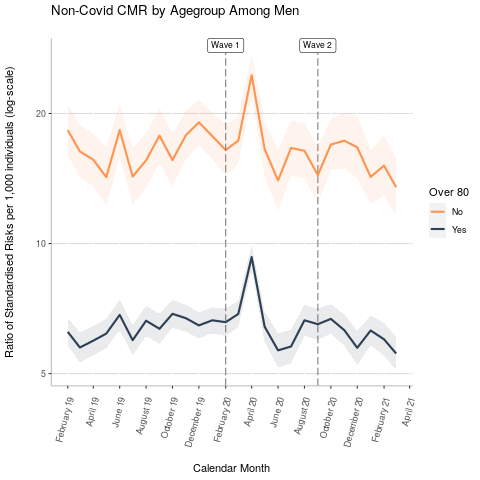 Non-Covid CMR by Agegroup Among Men
Ratio of Standardised Risks per 1,000 individuals (log-scale)
Wave 1
Wave 2
20
10
5
Over 80
No
Yes
February 19
April 19
June 19
August 19
October 19
December 19
February 20
April 20
June 20
August 20
October 20
December 20
February 21
April 21
Calendar Month